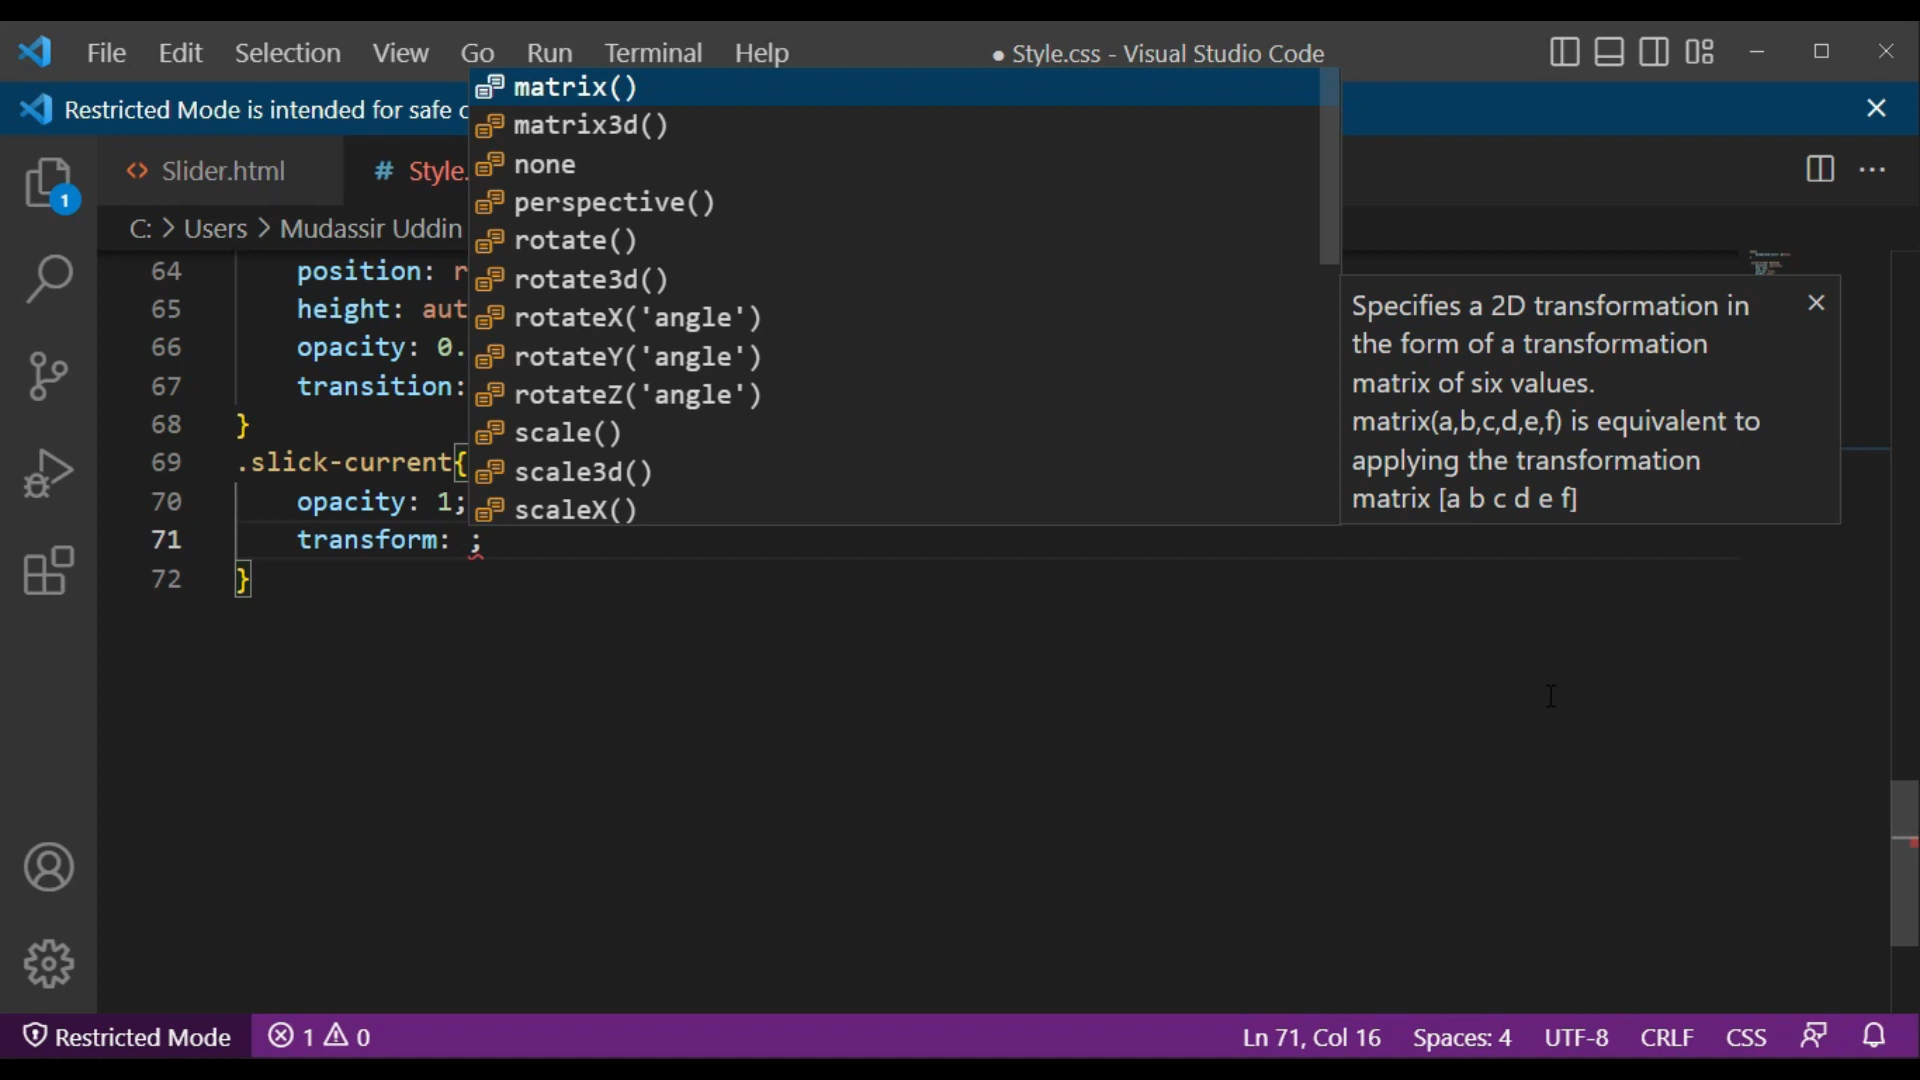 File Edit Selection View Go Run Terminal Help ● Style.css - Visual Studio Code
Restricted Mode is intended for safe c
Slider.html # Style.
C: > Users > Mudassir Uddin
matrix()
matrix3d()
none
perspective()
rotate()
rotate3d()
rotateX('angle')
rotateY('angle')
rotateZ('angle')
scale()
scale3d()
scaleX()
Specifies a 2D transformation in
the form of a transformation
matrix of six values.
matrix(a,b,c,d,e,f) is equivalent to
applying the transformation
matrix [a b c d e f]
64 position: r
65 height: aut
66 opacity: 0.
67 transition:
68 }
69 .slick-current{
70 opacity: 1;
71 transform: ;
72 }
1
Restricted Mode 1 0 Ln 71, Col 16 Spaces: 4 UTF-8 CRLF CSS